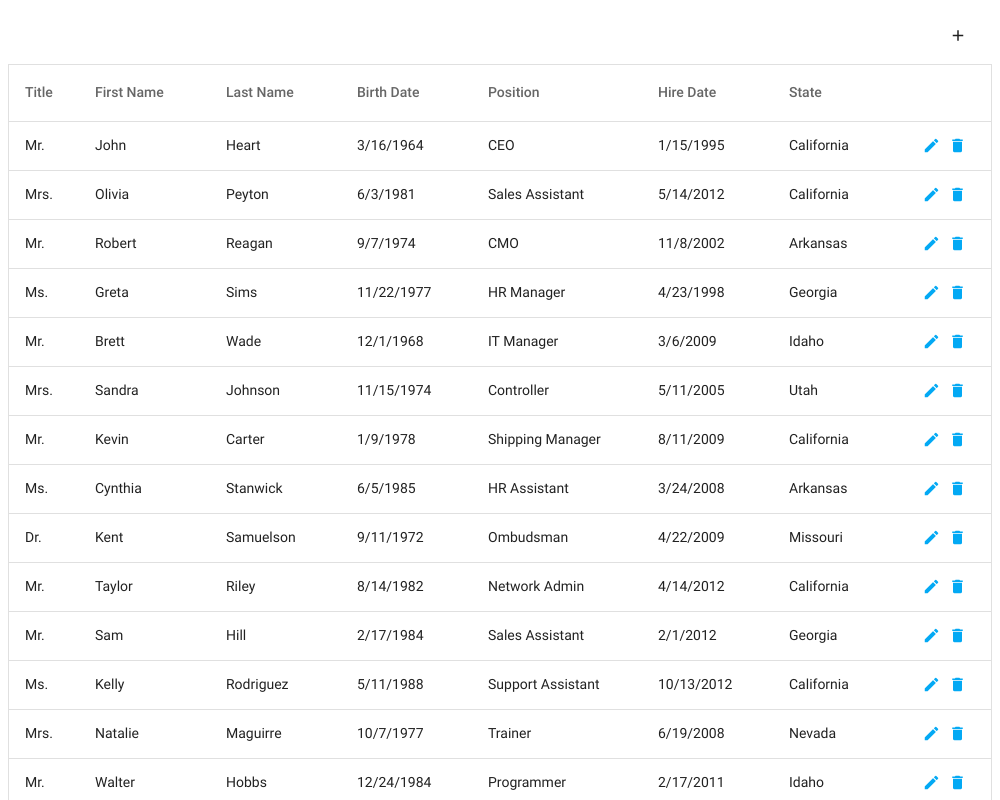 +
Title First Name Last Name Birth Date Position Hire Date State
Mr. John Heart 3/16/1964 CEO 1/15/1995 California
Mrs. Olivia Peyton 6/3/1981 Sales Assistant 5/14/2012 California
Mr. Robert Reagan 9/7/1974 CMO 11/8/2002 Arkansas
Ms. Greta Sims 11/22/1977 HR Manager 4/23/1998 Georgia
Mr. Brett Wade 12/1/1968 IT Manager 3/6/2009 Idaho
Mrs. Sandra Johnson 11/15/1974 Controller 5/11/2005 Utah
Mr. Kevin Carter 1/9/1978 Shipping Manager 8/11/2009 California
Ms. Cynthia Stanwick 6/5/1985 HR Assistant 3/24/2008 Arkansas
Dr. Kent Samuelson 9/11/1972 Ombudsman 4/22/2009 Missouri
Mr. Taylor Riley 8/14/1982 Network Admin 4/14/2012 California
Mr. Sam Hill 2/17/1984 Sales Assistant 2/1/2012 Georgia
Ms. Kelly Rodriguez 5/11/1988 Support Assistant 10/13/2012 California
Mrs. Natalie Maguirre 10/7/1977 Trainer 6/19/2008 Nevada
Mr. Walter Hobbs 12/24/1984 Programmer 2/17/2011 Idaho